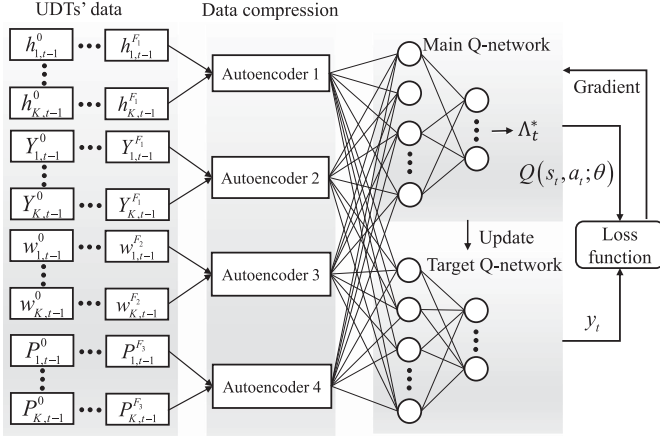 UDTs' data
Data compression
h^0_{1,t-1} ••• h^{F_1}_{1,t-1}
h^0_{K,t-1} ••• h^{F_1}_{K,t-1}
Y^0_{1,t-1} ••• Y^{F_1}_{1,t-1}
Y^0_{K,t-1} ••• Y^{F_1}_{K,t-1}
w^0_{1,t-1} ••• w^{F_2}_{1,t-1}
w^0_{K,t-1} ••• w^{F_2}_{K,t-1}
P^0_{1,t-1} ••• P^{F_3}_{1,t-1}
P^0_{K,t-1} ••• P^{F_3}_{K,t-1}
Autoencoder 1
Autoencoder 2
Autoencoder 3
Autoencoder 4
Main Q-network
Λ^*_t
Update
Target Q-network
Gradient
Q(s_t, a_t; θ)
Loss
function
y_t